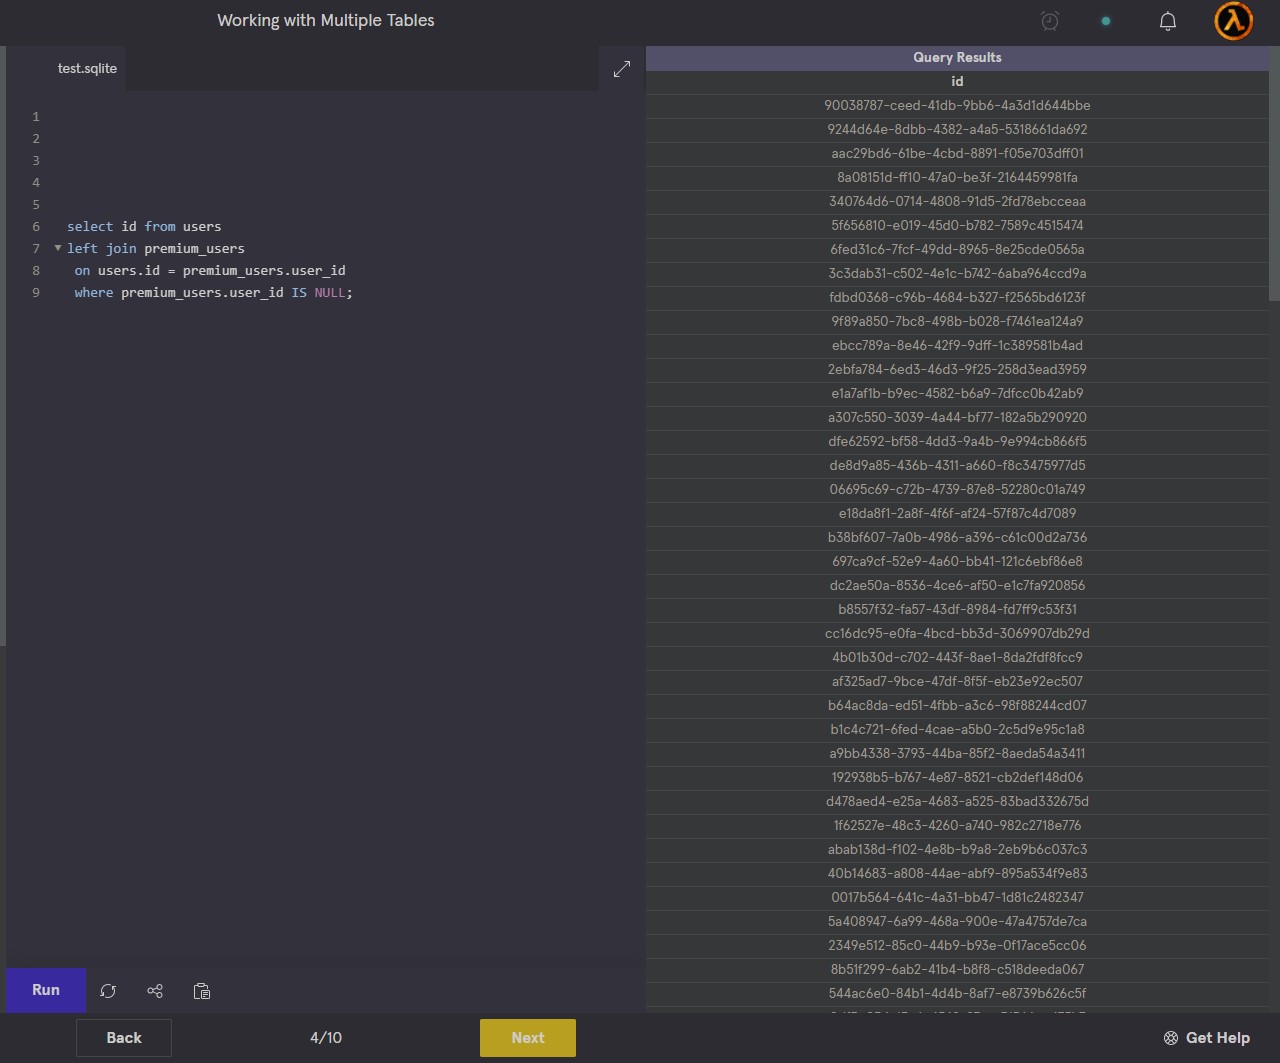 Working with Multiple Tables
test.sqlite
1
2
3
4
5
6 select id from users
7 left join premium_users
8 on users.id = premium_users.user_id
9 where premium_users.user_id IS NULL;
Run
Back
4/10
Next
Query Results
id
90038787-ceed-41db-9bb6-4a3d1d644bbe
9244d64e-8dbb-4382-a4a5-5318661da692
aac29bd6-61be-4cbd-8891-f05e703dff01
8a08151d-ff10-47a0-be3f-2164459981fa
340764d6-0714-4808-91d5-2fd78ebcceaa
5f656810-e019-45d0-b782-7589c4515474
6fed31c6-7fcf-49dd-8965-8e25cde0565a
3c3dab31-c502-4e1c-b742-6aba964ccd9a
fdbd0368-c96b-4684-b327-f2565bd6123f
9f89a850-7bc8-498b-b028-f7461ea124a9
ebcc789a-8e46-42f9-9dff-1c389581b4ad
2ebfa784-6ed3-46d3-9f25-258d3ead3959
e1a7af1b-b9ec-4582-b6a9-7dfcc0b42ab9
a307c550-3039-4a44-bf77-182a5b290920
dfe62592-bf58-4dd3-9a4b-9e994cb866f5
de8d9a85-436b-4311-a660-f8c3475977d5
06695c69-c72b-4739-87e8-52280c01a749
e18da8f1-2a8f-4f6f-af24-57f87c4d7089
b38bf607-7a0b-4986-a396-c61c00d2a736
697ca9cf-52e9-4a60-bb41-121c6ebf86e8
dc2ae50a-8536-4ce6-af50-e1c7fa920856
b8557f32-fa57-43df-8984-fd7ff9c53f31
cc16dc95-e0fa-4bcd-bb3d-3069907db29d
4b01b30d-c702-443f-8ae1-8da2fdf8fcc9
af325ad7-9bce-47df-8f5f-eb23e92ec507
b64ac8da-ed51-4fbb-a3c6-98f88244cd07
b1c4c721-6fed-4cae-a5b0-2c5d9e95c1a8
a9bb4338-3793-44ba-85f2-8aeda54a3411
192938b5-b767-4e87-8521-cb2def148d06
d478aed4-e25a-4683-a525-83bad332675d
1f62527e-48c3-4260-a740-982c2718e776
abab138d-f102-4e8b-b9a8-2eb9b6c037c3
40b14683-a808-44ae-abf9-895a534f9e83
0017b564-641c-4a31-bb47-1d81c2482347
5a408947-6a99-468a-900e-47a4757de7ca
2349e512-85c0-44b9-b93e-0f17ace5cc06
8b51f299-6ab2-41b4-b8f8-c518deeda067
544ac6e0-84b1-4d4b-8af7-e8739b626c5f
Get Help